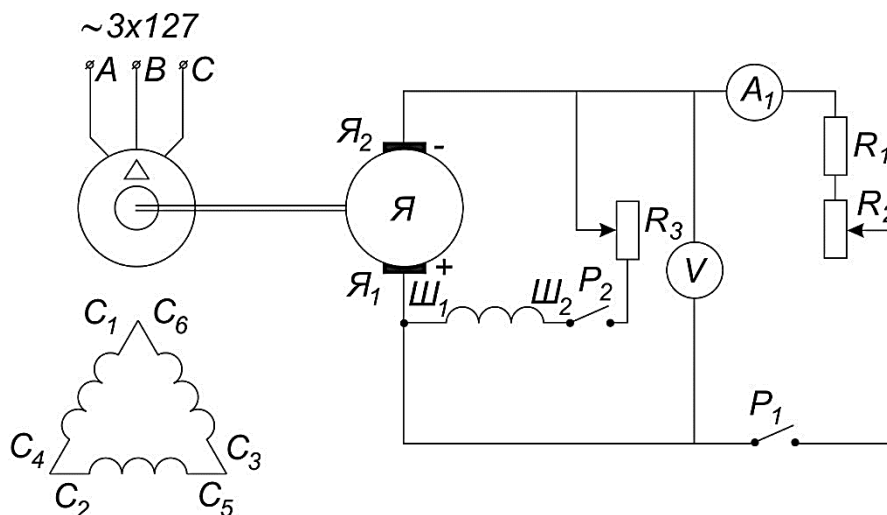 ~3x127
A B C
A₁
Я₂ -
R₁
Я
R₃
R₂
V
Я₁ +
Ш₁ Ш₂ P₂
C₁ C₆
P₁
C₄ C₃
C₂ C₅